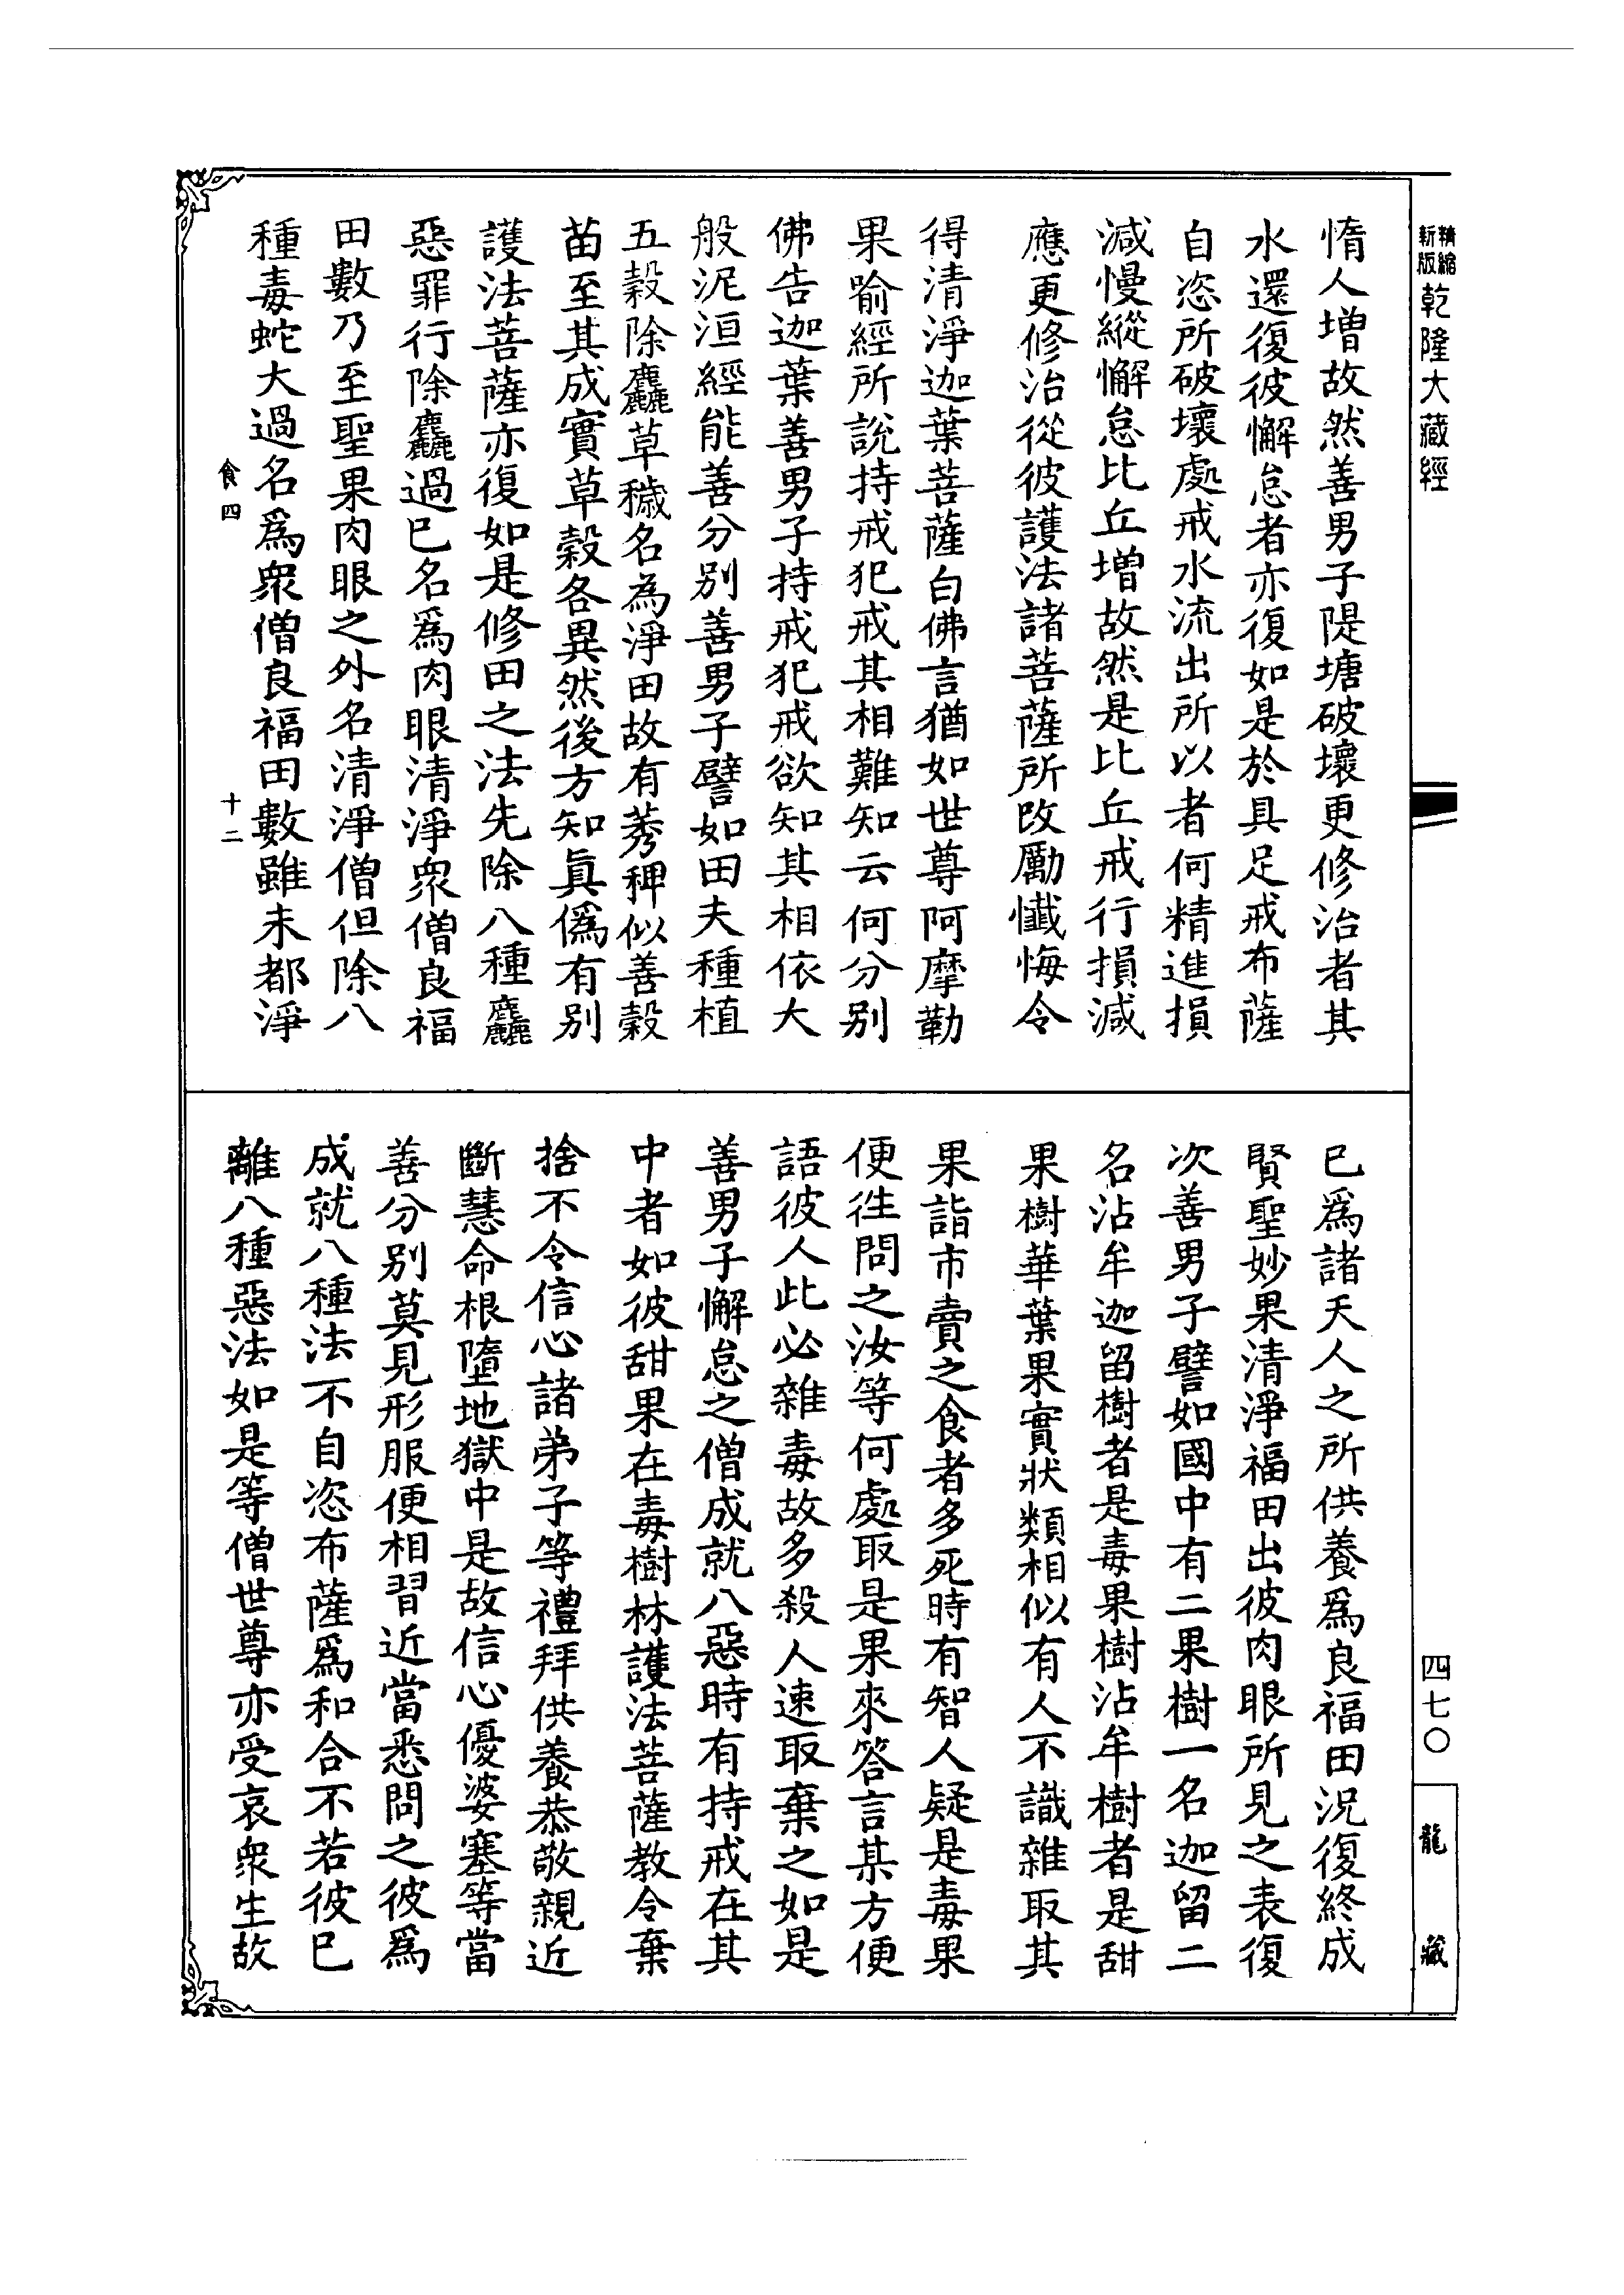 精縮新版乾隆大藏經
四七〇
龍藏
惰人增故然善男子隄塘破壞更修治者其
水還復彼懈怠者亦復如是於具足戒布薩
自恣所破壞處戒水流出所以者何精進損
減慢縱懈怠比丘增故然是比丘戒行損減
應更修治從彼護法諸菩薩所改勵懺悔令
得清淨迦葉菩薩白佛言猶如世尊阿摩勒
果喻經所說持戒犯戒其相難知云何分別
佛告迦葉善男子持戒犯戒欲知其相依大
般泥洹經能善分別善男子譬如田夫種植
五穀除麤草穢名為淨田故有莠稗似善穀
苗至其成實草穀各異然後方知真偽有別
護法菩薩亦復如是修田之法先除八種麤
惡罪行除麤過已名爲肉眼清淨衆僧良福
田數乃至聖果肉眼之外名清淨僧但除八
種毒蛇大過名爲衆僧良福田數雖未都淨
食四
十二
已爲諸天人之所供養爲良福田況復終成
賢聖妙果清淨福田出彼肉眼所見之表復
次善男子譬如國中有二果樹一名迦留二
名沾牟迦留樹者是毒果樹沾牟樹者是甜
果樹華葉果實狀類相似有人不識雜取其
果詣市賣之食者多死時有智人疑是毒果
便往問之汝等何處取是果來答言某方便
語彼人此必雜毒故多殺人速取棄之如是
善男子懈怠之僧成就八惡時有持戒在其
中者如彼甜果在毒樹林護法菩薩教令棄
捨不令信心諸弟子等禮拜供養恭敬親近
斷慧命根墮地獄中是故信心優婆塞等當
善分別莫見形服便相習近當悉問之彼爲
成就八種法不自恣布薩爲和合不若彼已
離八種惡法如是等僧世尊亦受哀衆生故